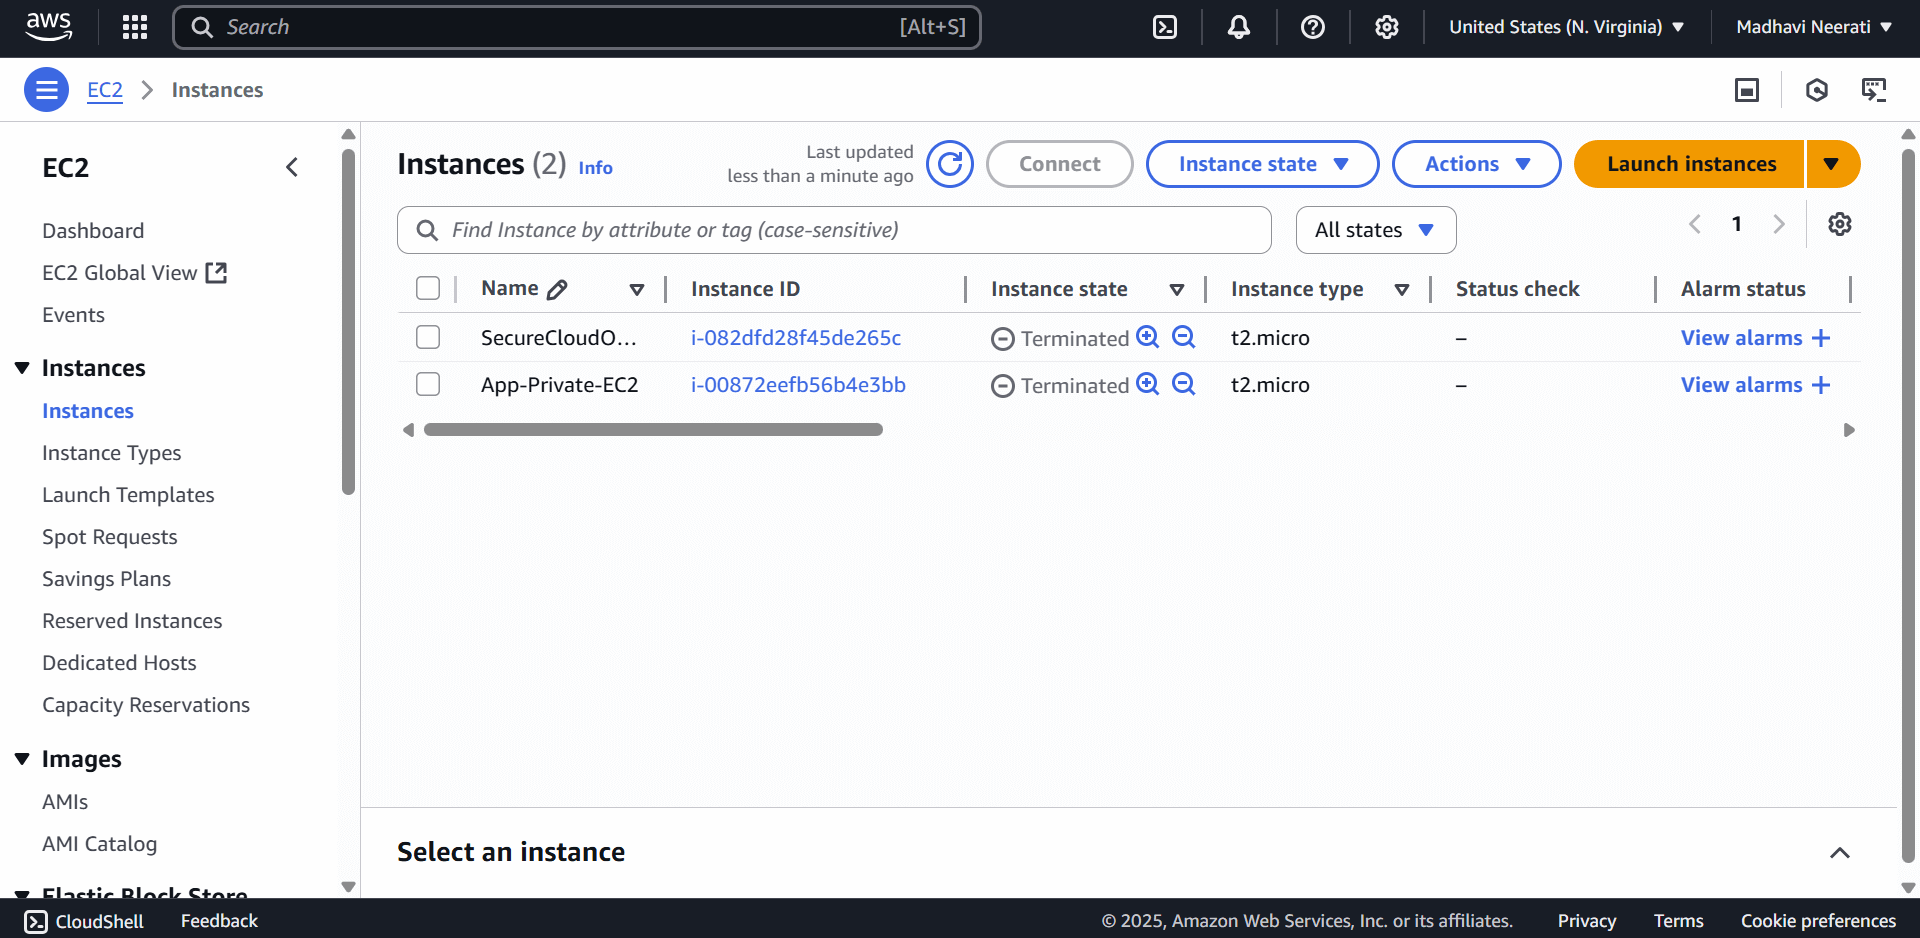 aws
Search [Alt+S]
United States (N. Virginia)
Madhavi Neerati
EC2 Instances
EC2
Dashboard
EC2 Global View
Events
Instances
Instances
Instance Types
Launch Templates
Spot Requests
Savings Plans
Reserved Instances
Dedicated Hosts
Capacity Reservations
Images
AMIs
AMI Catalog
Elastic Block Store
Instances (2) Info
Last updated
less than a minute ago
Connect
Instance state
Actions
Launch instances
Find Instance by attribute or tag (case-sensitive)
All states
1
Name Instance ID Instance state Instance type Status check Alarm status
SecureCloudO... i-082dfd28f45de265c Terminated t2.micro – View alarms +
App-Private-EC2 i-00872eefb56b4e3bb Terminated t2.micro – View alarms +
Select an instance
CloudShell Feedback © 2025, Amazon Web Services, Inc. or its affiliates. Privacy Terms Cookie preferences